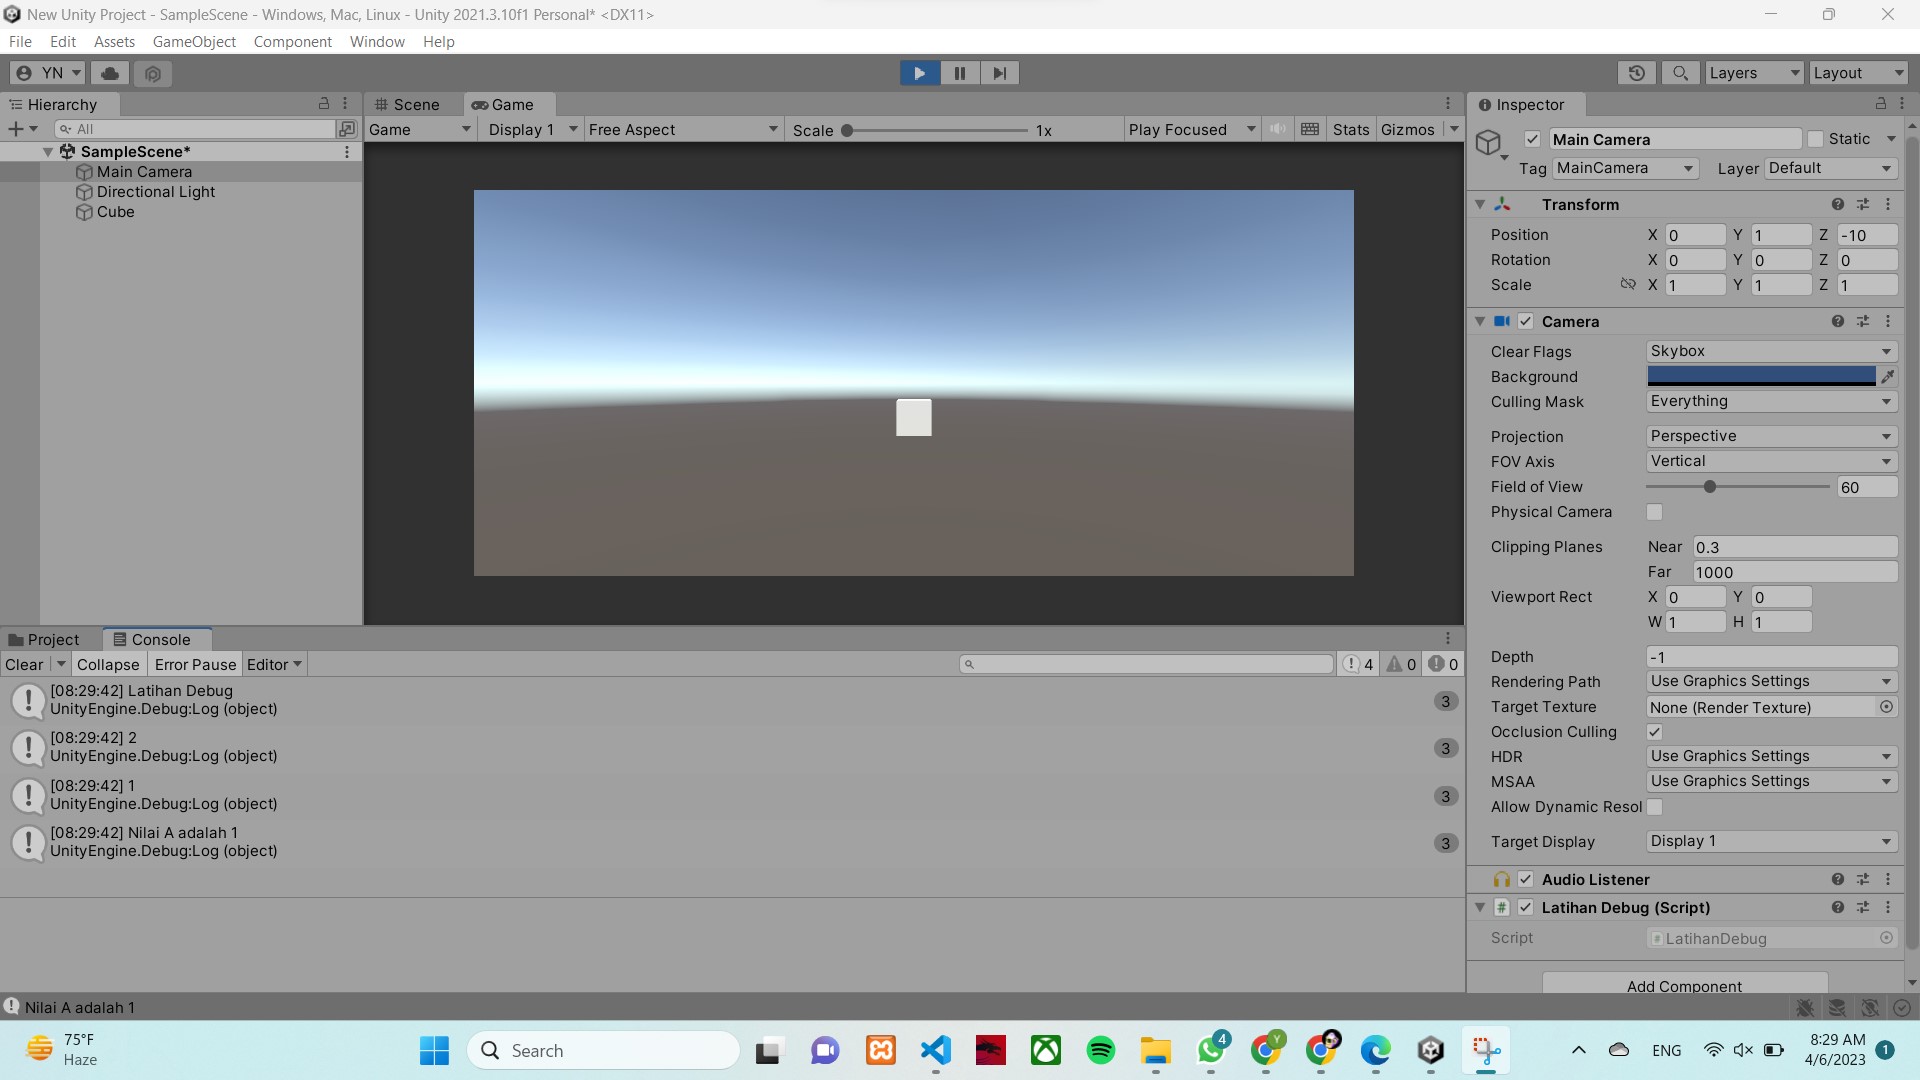 New Unity Project - SampleScene - Windows, Mac, Linux - Unity 2021.3.10f1 Personal* <DX11>
File Edit Assets GameObject Component Window Help
YN
Layers
Layout
Hierarchy
All
SampleScene*
Main Camera
Directional Light
Cube
Scene
Game
Game
Display 1
Free Aspect
Scale
1x
Play Focused
Stats
Gizmos
Inspector
Main Camera
Static
Tag MainCamera
Layer Default
Transform
Position X 0 Y 1 Z -10
Rotation X 0 Y 0 Z 0
Scale X 1 Y 1 Z 1
Camera
Clear Flags Skybox
Background
Culling Mask Everything
Projection Perspective
FOV Axis Vertical
Field of View 60
Physical Camera
Clipping Planes Near 0.3
Far 1000
Viewport Rect X 0 Y 0
W 1 H 1
Depth -1
Rendering Path Use Graphics Settings
Target Texture None (Render Texture)
Occlusion Culling
HDR Use Graphics Settings
MSAA Use Graphics Settings
Allow Dynamic Resol
Target Display Display 1
Audio Listener
Latihan Debug (Script)
Script LatihanDebug
Add Component
Project
Console
Clear Collapse Error Pause Editor
4 0 0
[08:29:42] Latihan Debug
UnityEngine.Debug:Log (object)
3
[08:29:42] 2
UnityEngine.Debug:Log (object)
3
[08:29:42] 1
UnityEngine.Debug:Log (object)
3
[08:29:42] Nilai A adalah 1
UnityEngine.Debug:Log (object)
3
Nilai A adalah 1
75°F
Haze
Search
4
Y
ENG
8:29 AM
4/6/2023
1